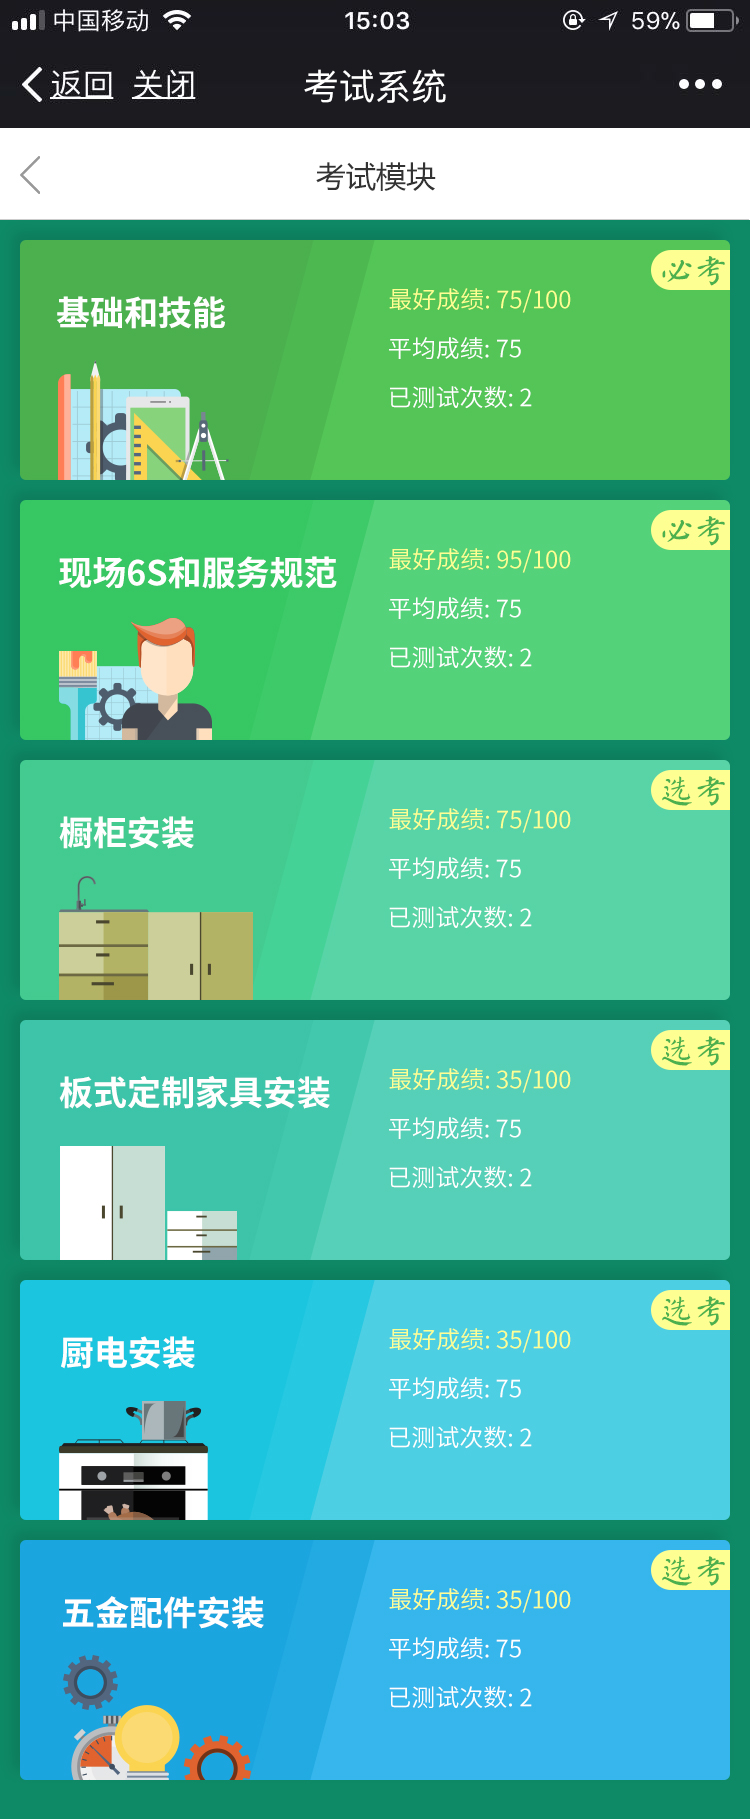 中国移动 15:03 59%
返回 关闭 考试系统
考试模块
必考
基础和技能
最好成绩: 75/100
平均成绩: 75
已测试次数: 2
必考
现场6S和服务规范
最好成绩: 95/100
平均成绩: 75
已测试次数: 2
选考
橱柜安装
最好成绩: 75/100
平均成绩: 75
已测试次数: 2
选考
板式定制家具安装
最好成绩: 35/100
平均成绩: 75
已测试次数: 2
选考
厨电安装
最好成绩: 35/100
平均成绩: 75
已测试次数: 2
选考
五金配件安装
最好成绩: 35/100
平均成绩: 75
已测试次数: 2